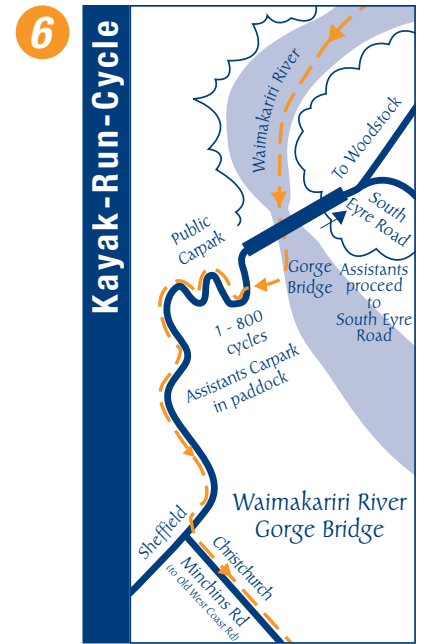 6
Kayak-Run-Cycle
Waimakariri River
To Woodstock
South
Eyre Road
Public
Carpark
Gorge
Bridge
Assistants
proceed
to
South Eyre
Road
1 - 800
cycles
Assistants Carpark
in paddock
Waimakariri River
Gorge Bridge
Sheffield
Christchurch
Minchins Rd
(to Old West Coast Rd)